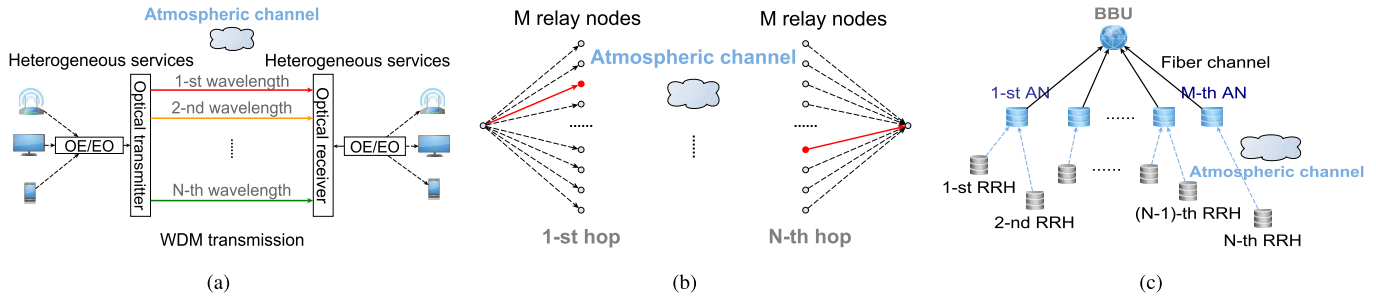 Atmospheric channel
Heterogeneous services
Heterogeneous services
1-st wavelength
2-nd wavelength
N-th wavelength
OE/EO
Optical transmitter
Optical receiver
OE/EO
WDM transmission
(a)
M relay nodes
M relay nodes
Atmospheric channel
......
......
......
1-st hop
N-th hop
(b)
BBU
Fiber channel
1-st AN
M-th AN
......
Atmospheric channel
1-st RRH
......
2-nd RRH
(N-1)-th RRH
N-th RRH
(c)